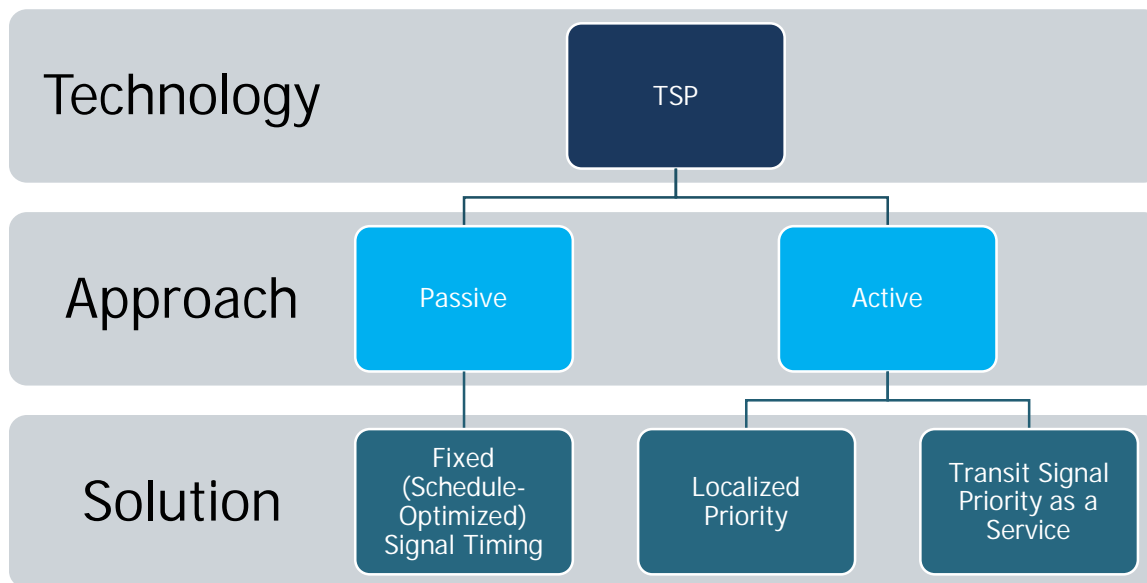 Technology
TSP
Approach
Passive
Active
Solution
Fixed
(Schedule-
Optimized)
Signal Timing
Localized
Priority
Transit Signal
Priority as a
Service